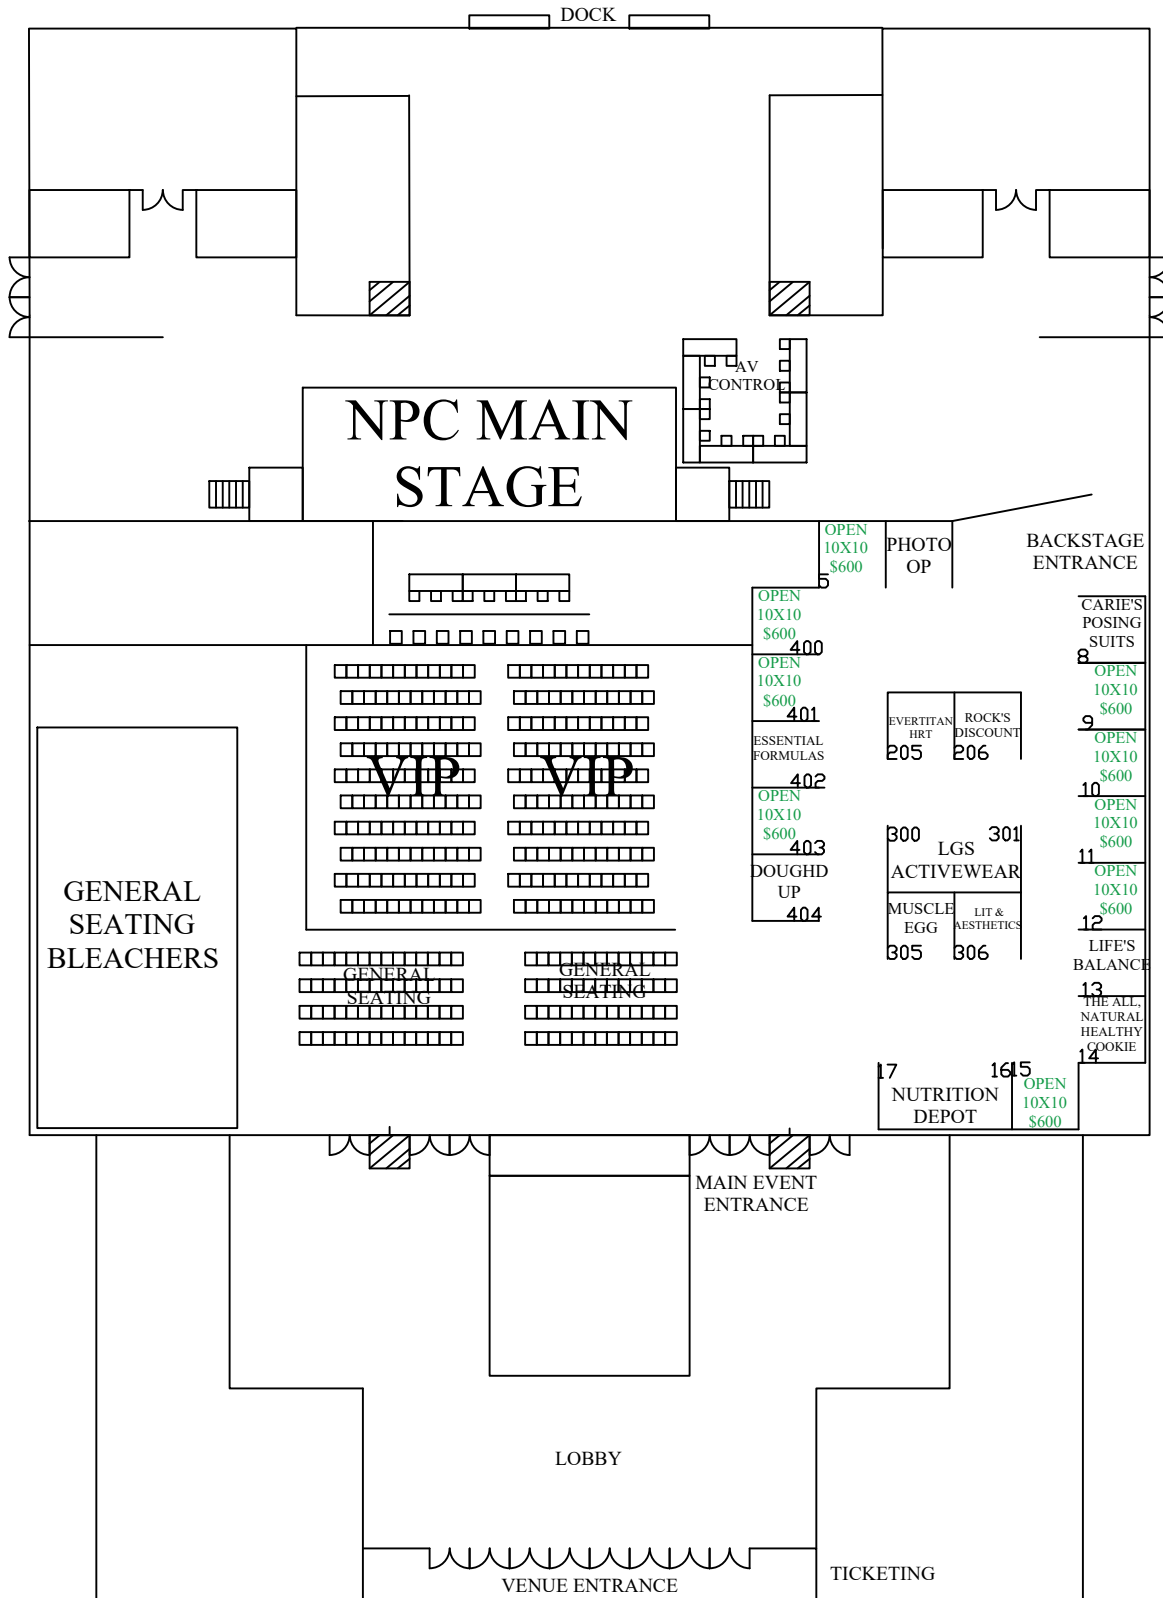 DOCK
AV
CONTROL
NPC MAIN
STAGE
OPEN
10X10
$600
5
PHOTO
OP
BACKSTAGE
ENTRANCE
OPEN
10X10
$600
400
CARIE'S
POSING
SUITS
8
OPEN
10X10
$600
401
OPEN
10X10
$600
9
EVERTITAN
HRT
205
ROCK'S
DISCOUNT
206
ESSENTIAL
FORMULAS
402
OPEN
10X10
$600
10
VIP
VIP
OPEN
10X10
$600
403
OPEN
10X10
$600
11
300
301
LGS
ACTIVEWEAR
DOUGHD
UP
404
OPEN
10X10
$600
12
GENERAL
SEATING
BLEACHERS
MUSCLE
EGG
305
LIT &
AESTHETICS
306
LIFE'S
BALANCE
13
GENERAL
SEATING
GENERAL
SEATING
THE ALL,
NATURAL
HEALTHY
COOKIE
14
17
16
NUTRITION
DEPOT
15
OPEN
10X10
$600
MAIN EVENT
ENTRANCE
LOBBY
VENUE ENTRANCE
TICKETING